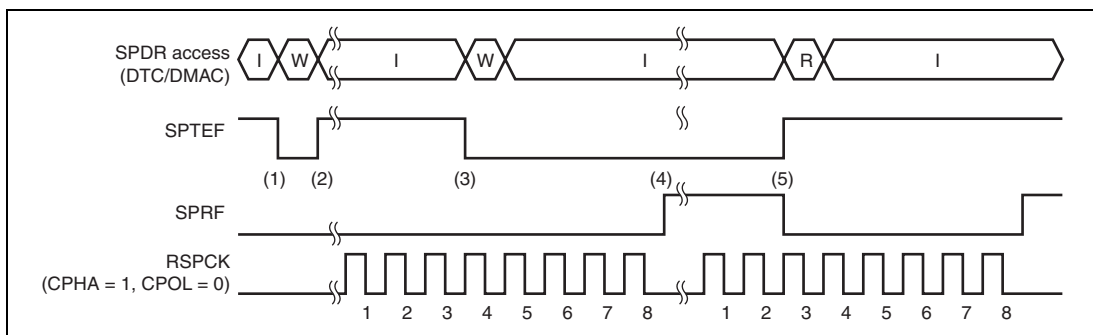 SPDR access
(DTC/DMAC)
I W I W I R I
SPTEF
(1) (2) (3) (4) (5)
SPRF
RSPCK
(CPHA = 1, CPOL = 0)
1 2 3 4 5 6 7 8 1 2 3 4 5 6 7 8